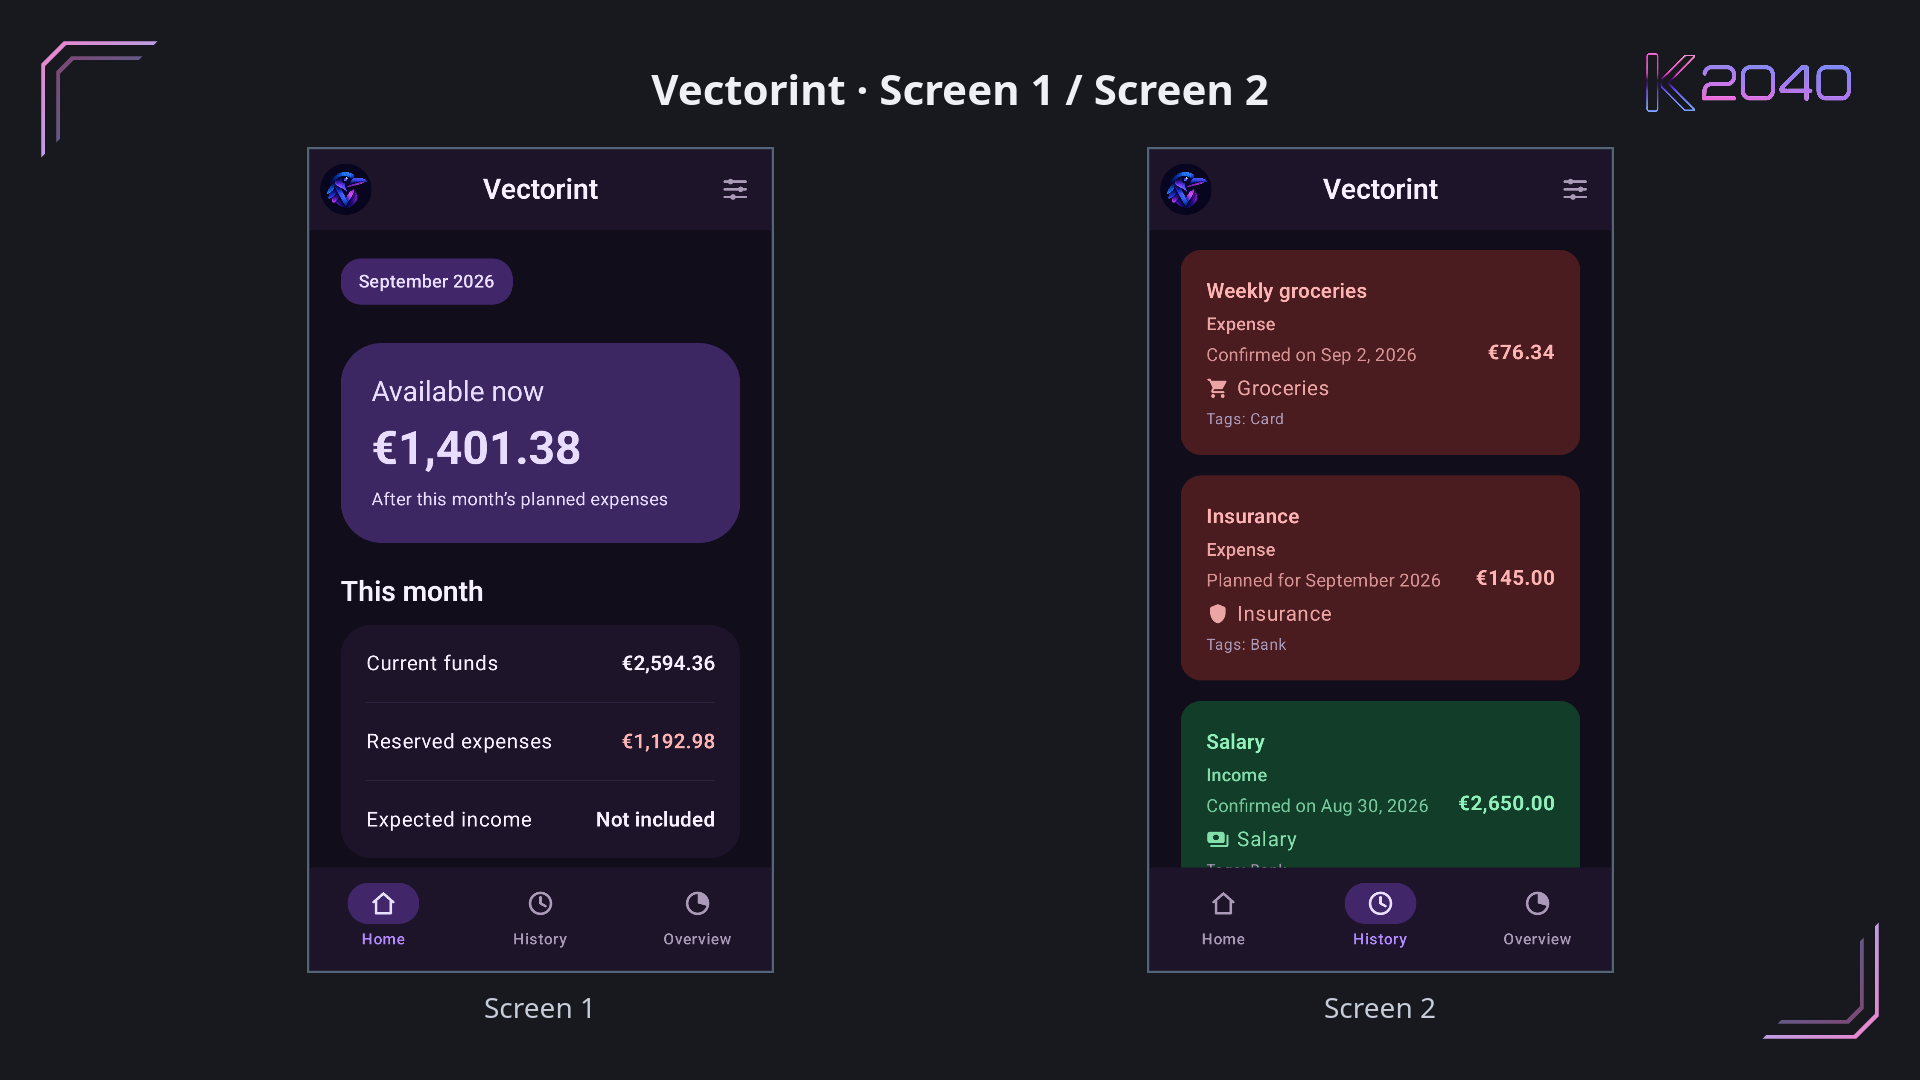 Vectorint · Screen 1 / Screen 2
K2040
Vectorint
September 2026
Available now
€1,401.38
After this month’s planned expenses
This month
Current funds €2,594.36
Reserved expenses €1,192.98
Expected income Not included
Home History Overview
Screen 1
Vectorint
Weekly groceries
Expense
Confirmed on Sep 2, 2026 €76.34
Groceries
Tags: Card
Insurance
Expense
Planned for September 2026 €145.00
Insurance
Tags: Bank
Salary
Income
Confirmed on Aug 30, 2026 €2,650.00
Salary
Home History Overview
Screen 2